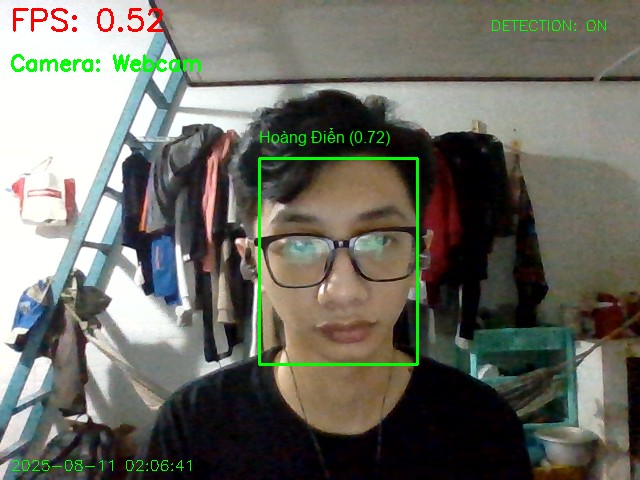 FPS: 0.52
DETECTION: ON
Camera: Webcam
Hoàng Điển (0.72)
2025-08-11 02:06:41